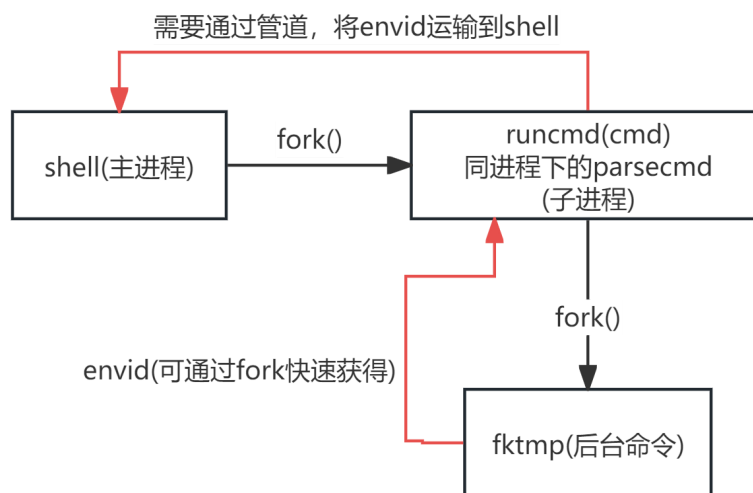 需要通过管道，将envid运输到shell
shell(主进程)
fork()
runcmd(cmd)
同进程下的parsecmd
(子进程)
fork()
envid(可通过fork快速获得)
fktmp(后台命令)